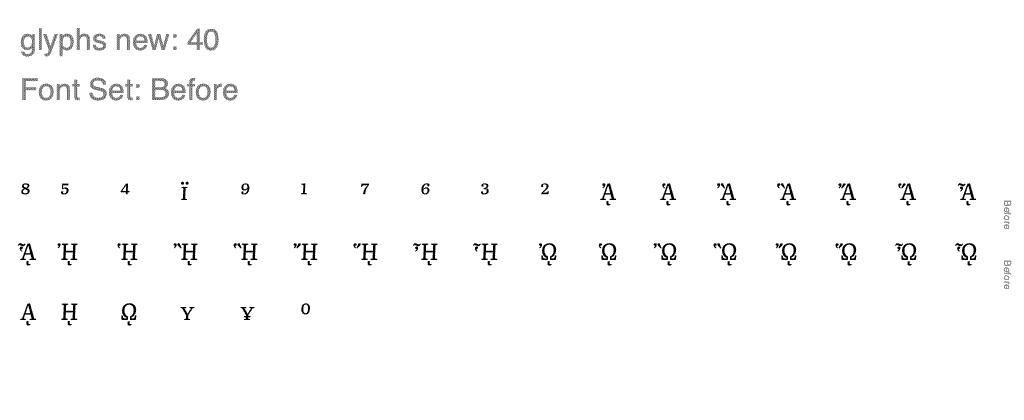 glyphs new: 40
Font Set: Before
⁸ ⁵ ⁴ Ï ⁹ ¹ ⁷ ⁶ ³ ² ᾈ ᾉ ᾊ ᾋ ᾌ ᾍ ᾎ
Before
ᾏ ᾘ ᾙ ᾚ ᾛ ᾜ ᾝ ᾞ ᾟ ᾨ ᾩ ᾪ ᾫ ᾬ ᾭ ᾮ ᾯ
Before
ᾼ ῌ ῼ Y ¥ ⁰